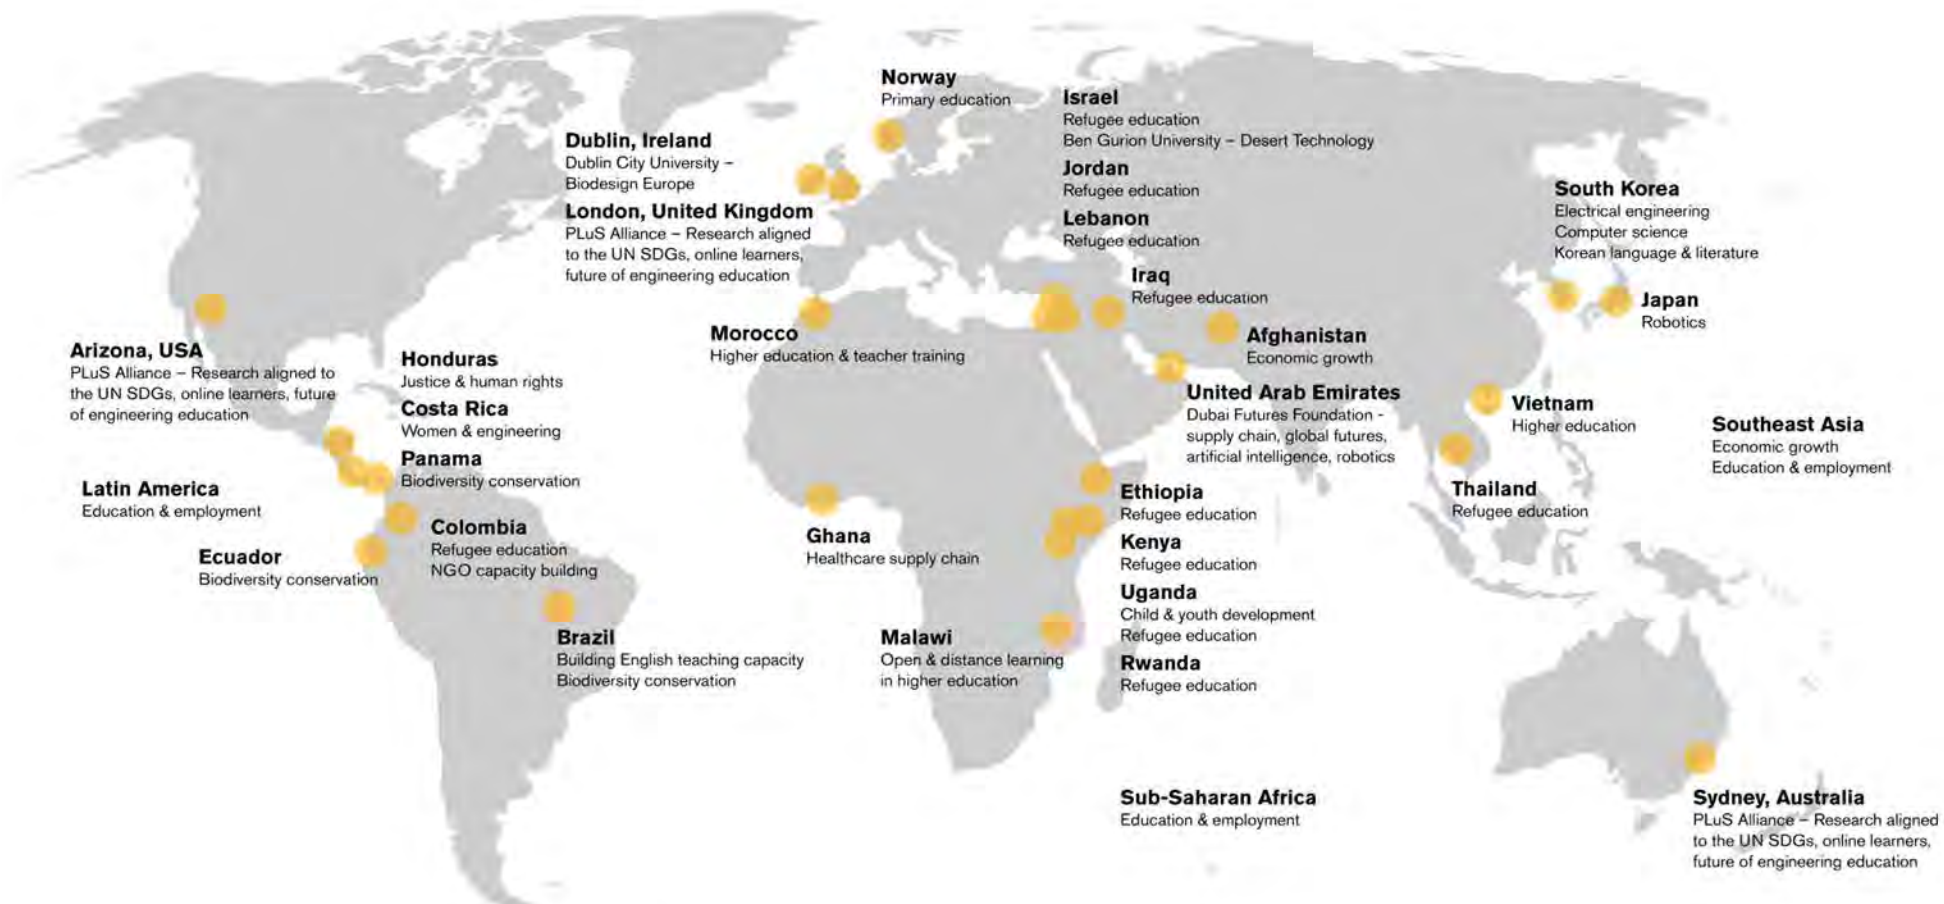 Norway
Primary education
Israel
Refugee education
Ben Gurion University – Desert Technology
Jordan
Refugee education
Lebanon
Refugee education
Iraq
Refugee education
Dublin, Ireland
Dublin City University –
Biodesign Europe
London, United Kingdom
PLuS Alliance – Research aligned
to the UN SDGs, online learners,
future of engineering education
South Korea
Electrical engineering
Computer science
Korean language & literature
Japan
Robotics
Morocco
Higher education & teacher training
Afghanistan
Economic growth
United Arab Emirates
Dubai Futures Foundation -
supply chain, global futures,
artificial intelligence, robotics
Arizona, USA
PLuS Alliance – Research aligned to
the UN SDGs, online learners, future
of engineering education
Honduras
Justice & human rights
Costa Rica
Women & engineering
Panama
Biodiversity conservation
Latin America
Education & employment
Colombia
Refugee education
NGO capacity building
Ecuador
Biodiversity conservation
Brazil
Building English teaching capacity
Biodiversity conservation
Ghana
Healthcare supply chain
Malawi
Open & distance learning
in higher education
Ethiopia
Refugee education
Kenya
Refugee education
Uganda
Child & youth development
Refugee education
Rwanda
Refugee education
Vietnam
Higher education
Thailand
Refugee education
Southeast Asia
Economic growth
Education & employment
Sub-Saharan Africa
Education & employment
Sydney, Australia
PLuS Alliance – Research aligned
to the UN SDGs, online learners,
future of engineering education